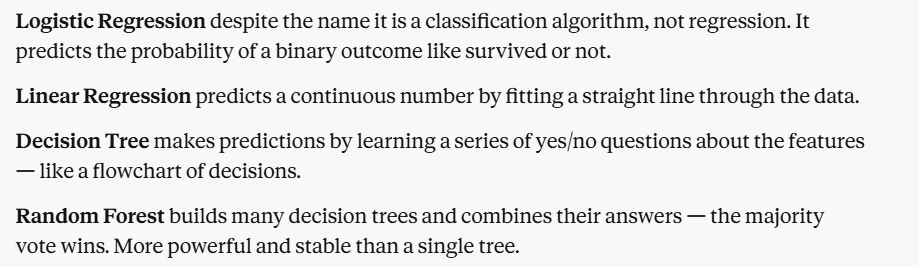 Logistic Regression despite the name it is a classification algorithm, not regression. It
predicts the probability of a binary outcome like survived or not.
Linear Regression predicts a continuous number by fitting a straight line through the data.
Decision Tree makes predictions by learning a series of yes/no questions about the features
— like a flowchart of decisions.
Random Forest builds many decision trees and combines their answers — the majority
vote wins. More powerful and stable than a single tree.